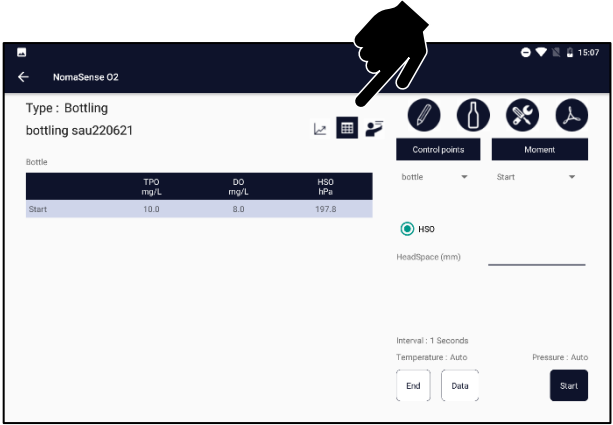 15:07
NomaSense O2
Type : Bottling
bottling sau220621
Bottle
TPO mg/L DO mg/L HSO hPa
Start 10.0 8.0 197.8
Control points Moment
bottle Start
HSO
HeadSpace (mm)
Interval : 1 Seconds
Temperature : Auto Pressure : Auto
End Data Start